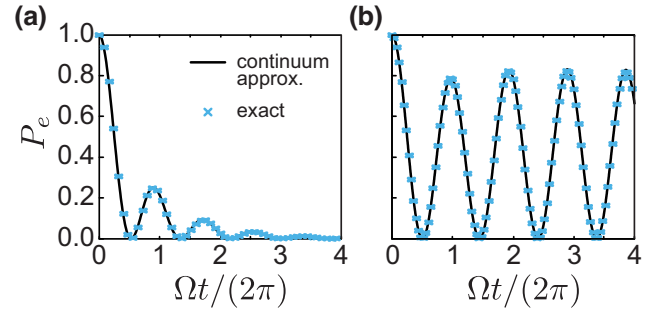 (a)
(b)
1.0
0.8
0.6
0.4
0.2
0.0
P_e
continuum
approx.
exact
0 1 2 3 4
0 1 2 3 4
Ωt/(2π)
Ωt/(2π)